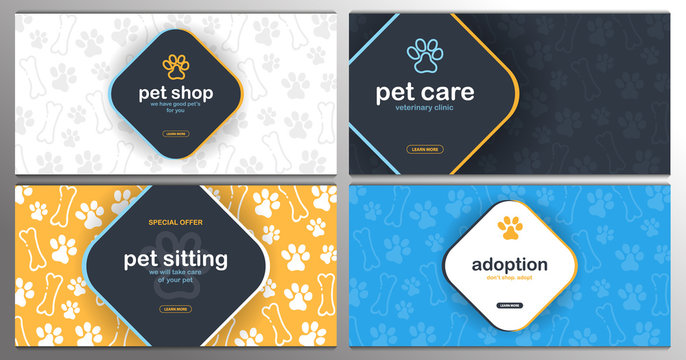 pet shop
we have good pet's
for you
LEARN MORE
pet care
veterinary clinic
LEARN MORE
SPECIAL OFFER
pet sitting
we will take care
of your pet
LEARN MORE
adoption
don't shop, adopt
LEARN MORE